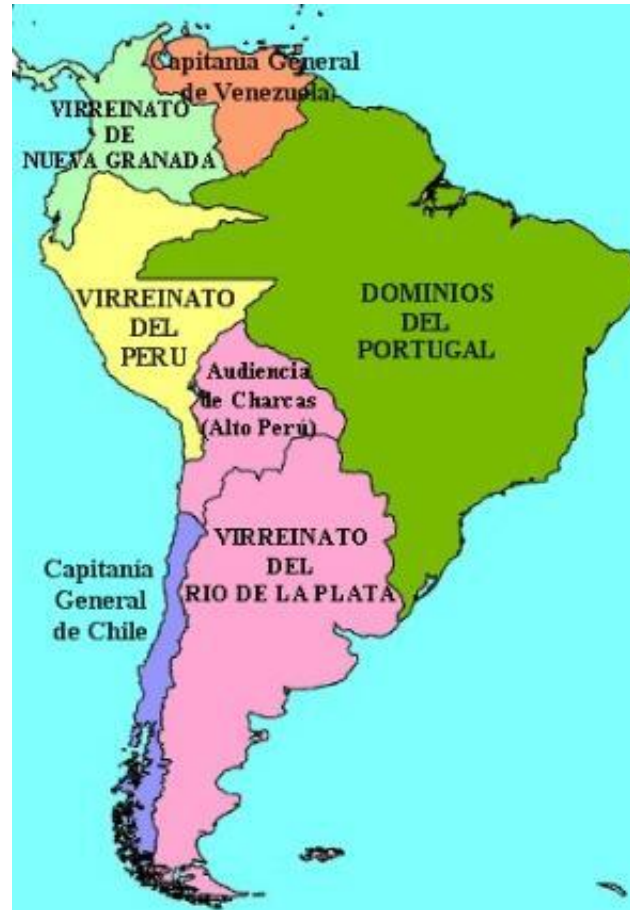 Capitanía General
de Venezuela
VIRREINATO
DE
NUEVA GRANADA
VIRREINATO
DEL
PERU
DOMINIOS
DEL
PORTUGAL
Audiencia
de Charcas
(Alto Perú)
VIRREINATO
DEL
RIO DE LA PLATA
Capitanía
General
de Chile